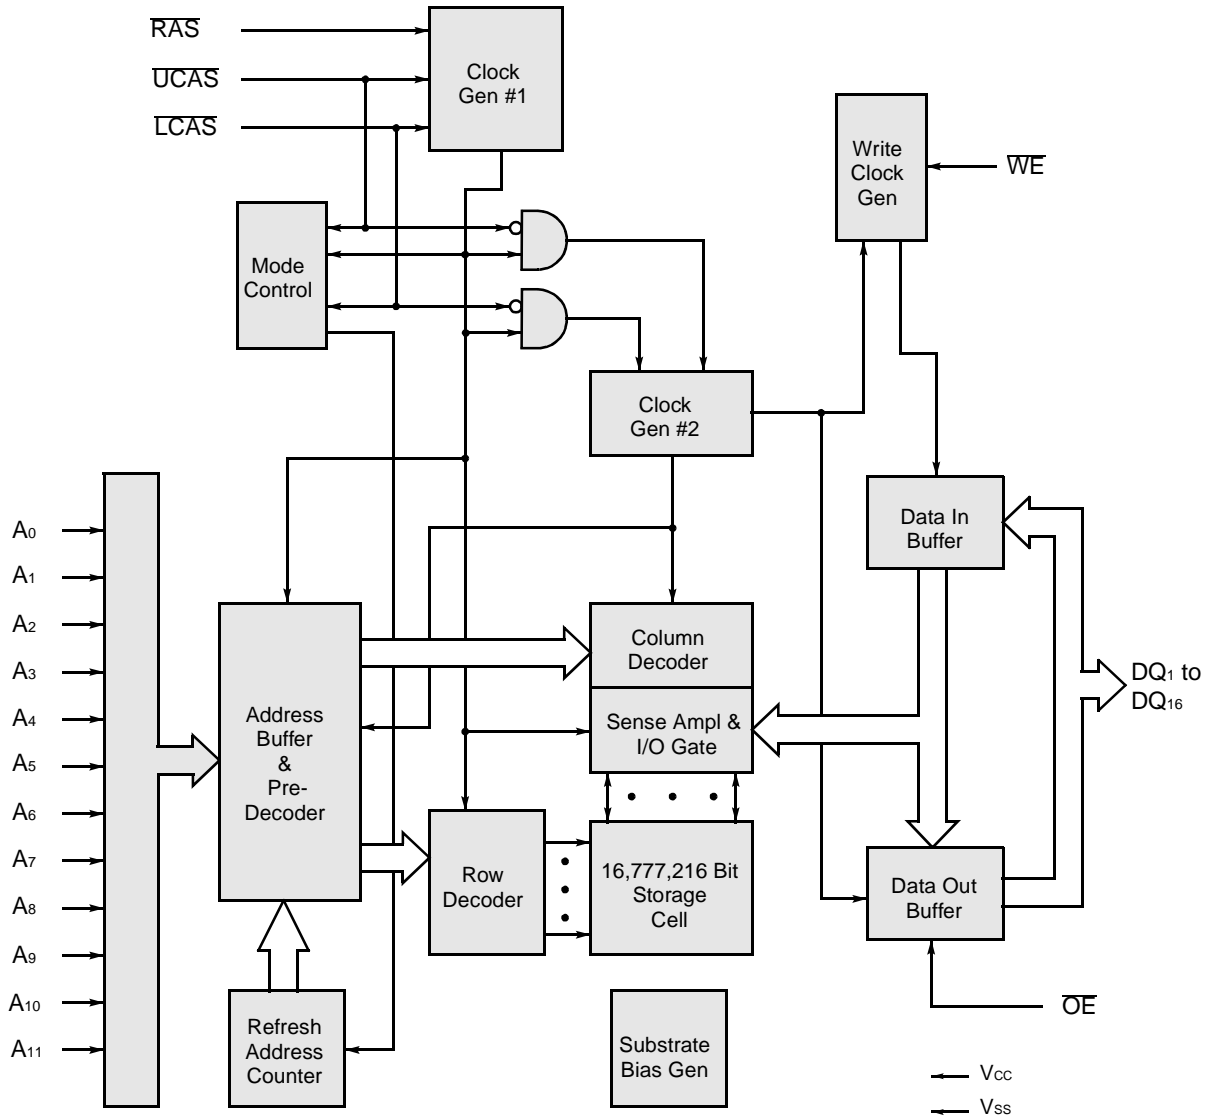 RAS
UCAS
LCAS
Clock
Gen #1
Write
Clock
Gen
WE
Mode
Control
Clock
Gen #2
Data In
Buffer
A0
A1
A2
A3
A4
A5
A6
A7
A8
A9
A10
A11
Address
Buffer
&
Pre-
Decoder
Column
Decoder
Sense Ampl &
I/O Gate
DQ1 to
DQ16
Row
Decoder
16,777,216 Bit
Storage
Cell
Data Out
Buffer
Refresh
Address
Counter
Substrate
Bias Gen
OE
VCC
VSS